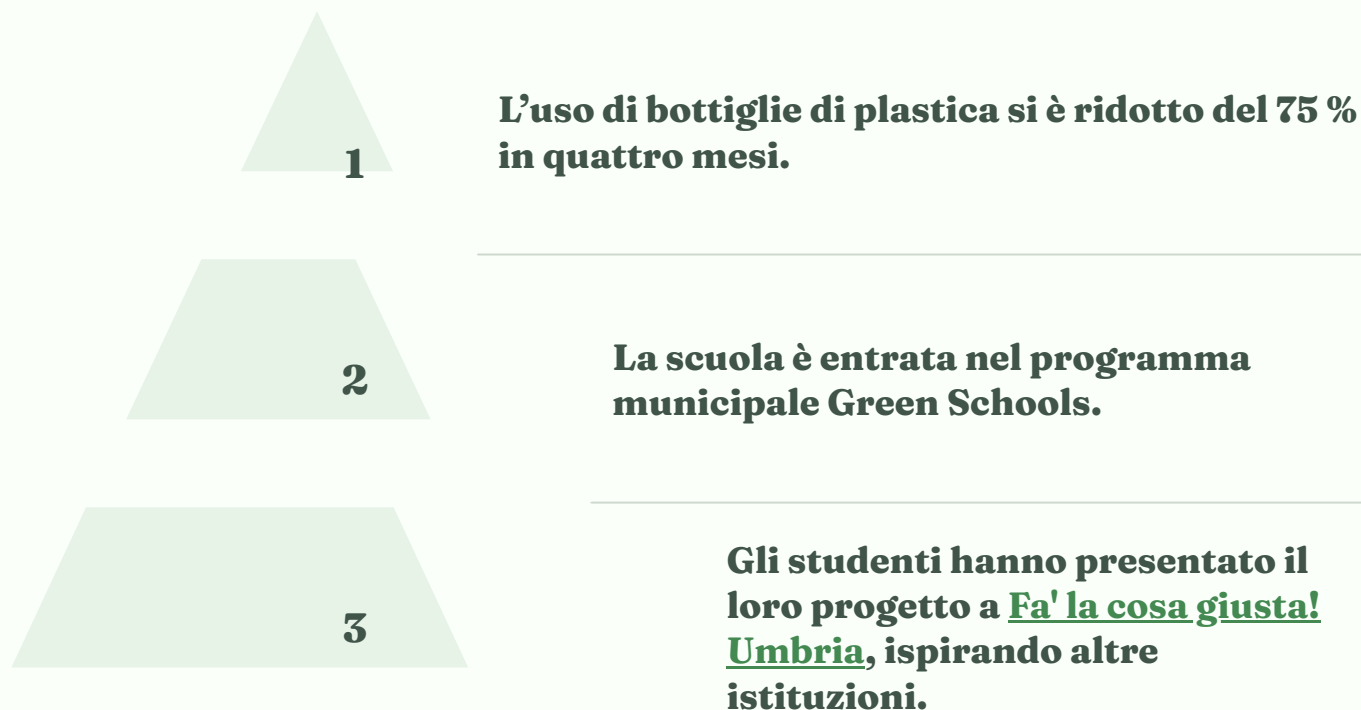 1
L’uso di bottiglie di plastica si è ridotto del 75 %
in quattro mesi.
2
La scuola è entrata nel programma
municipale Green Schools.
3
Gli studenti hanno presentato il
loro progetto a Fa' la cosa giusta!
Umbria, ispirando altre
istituzioni.